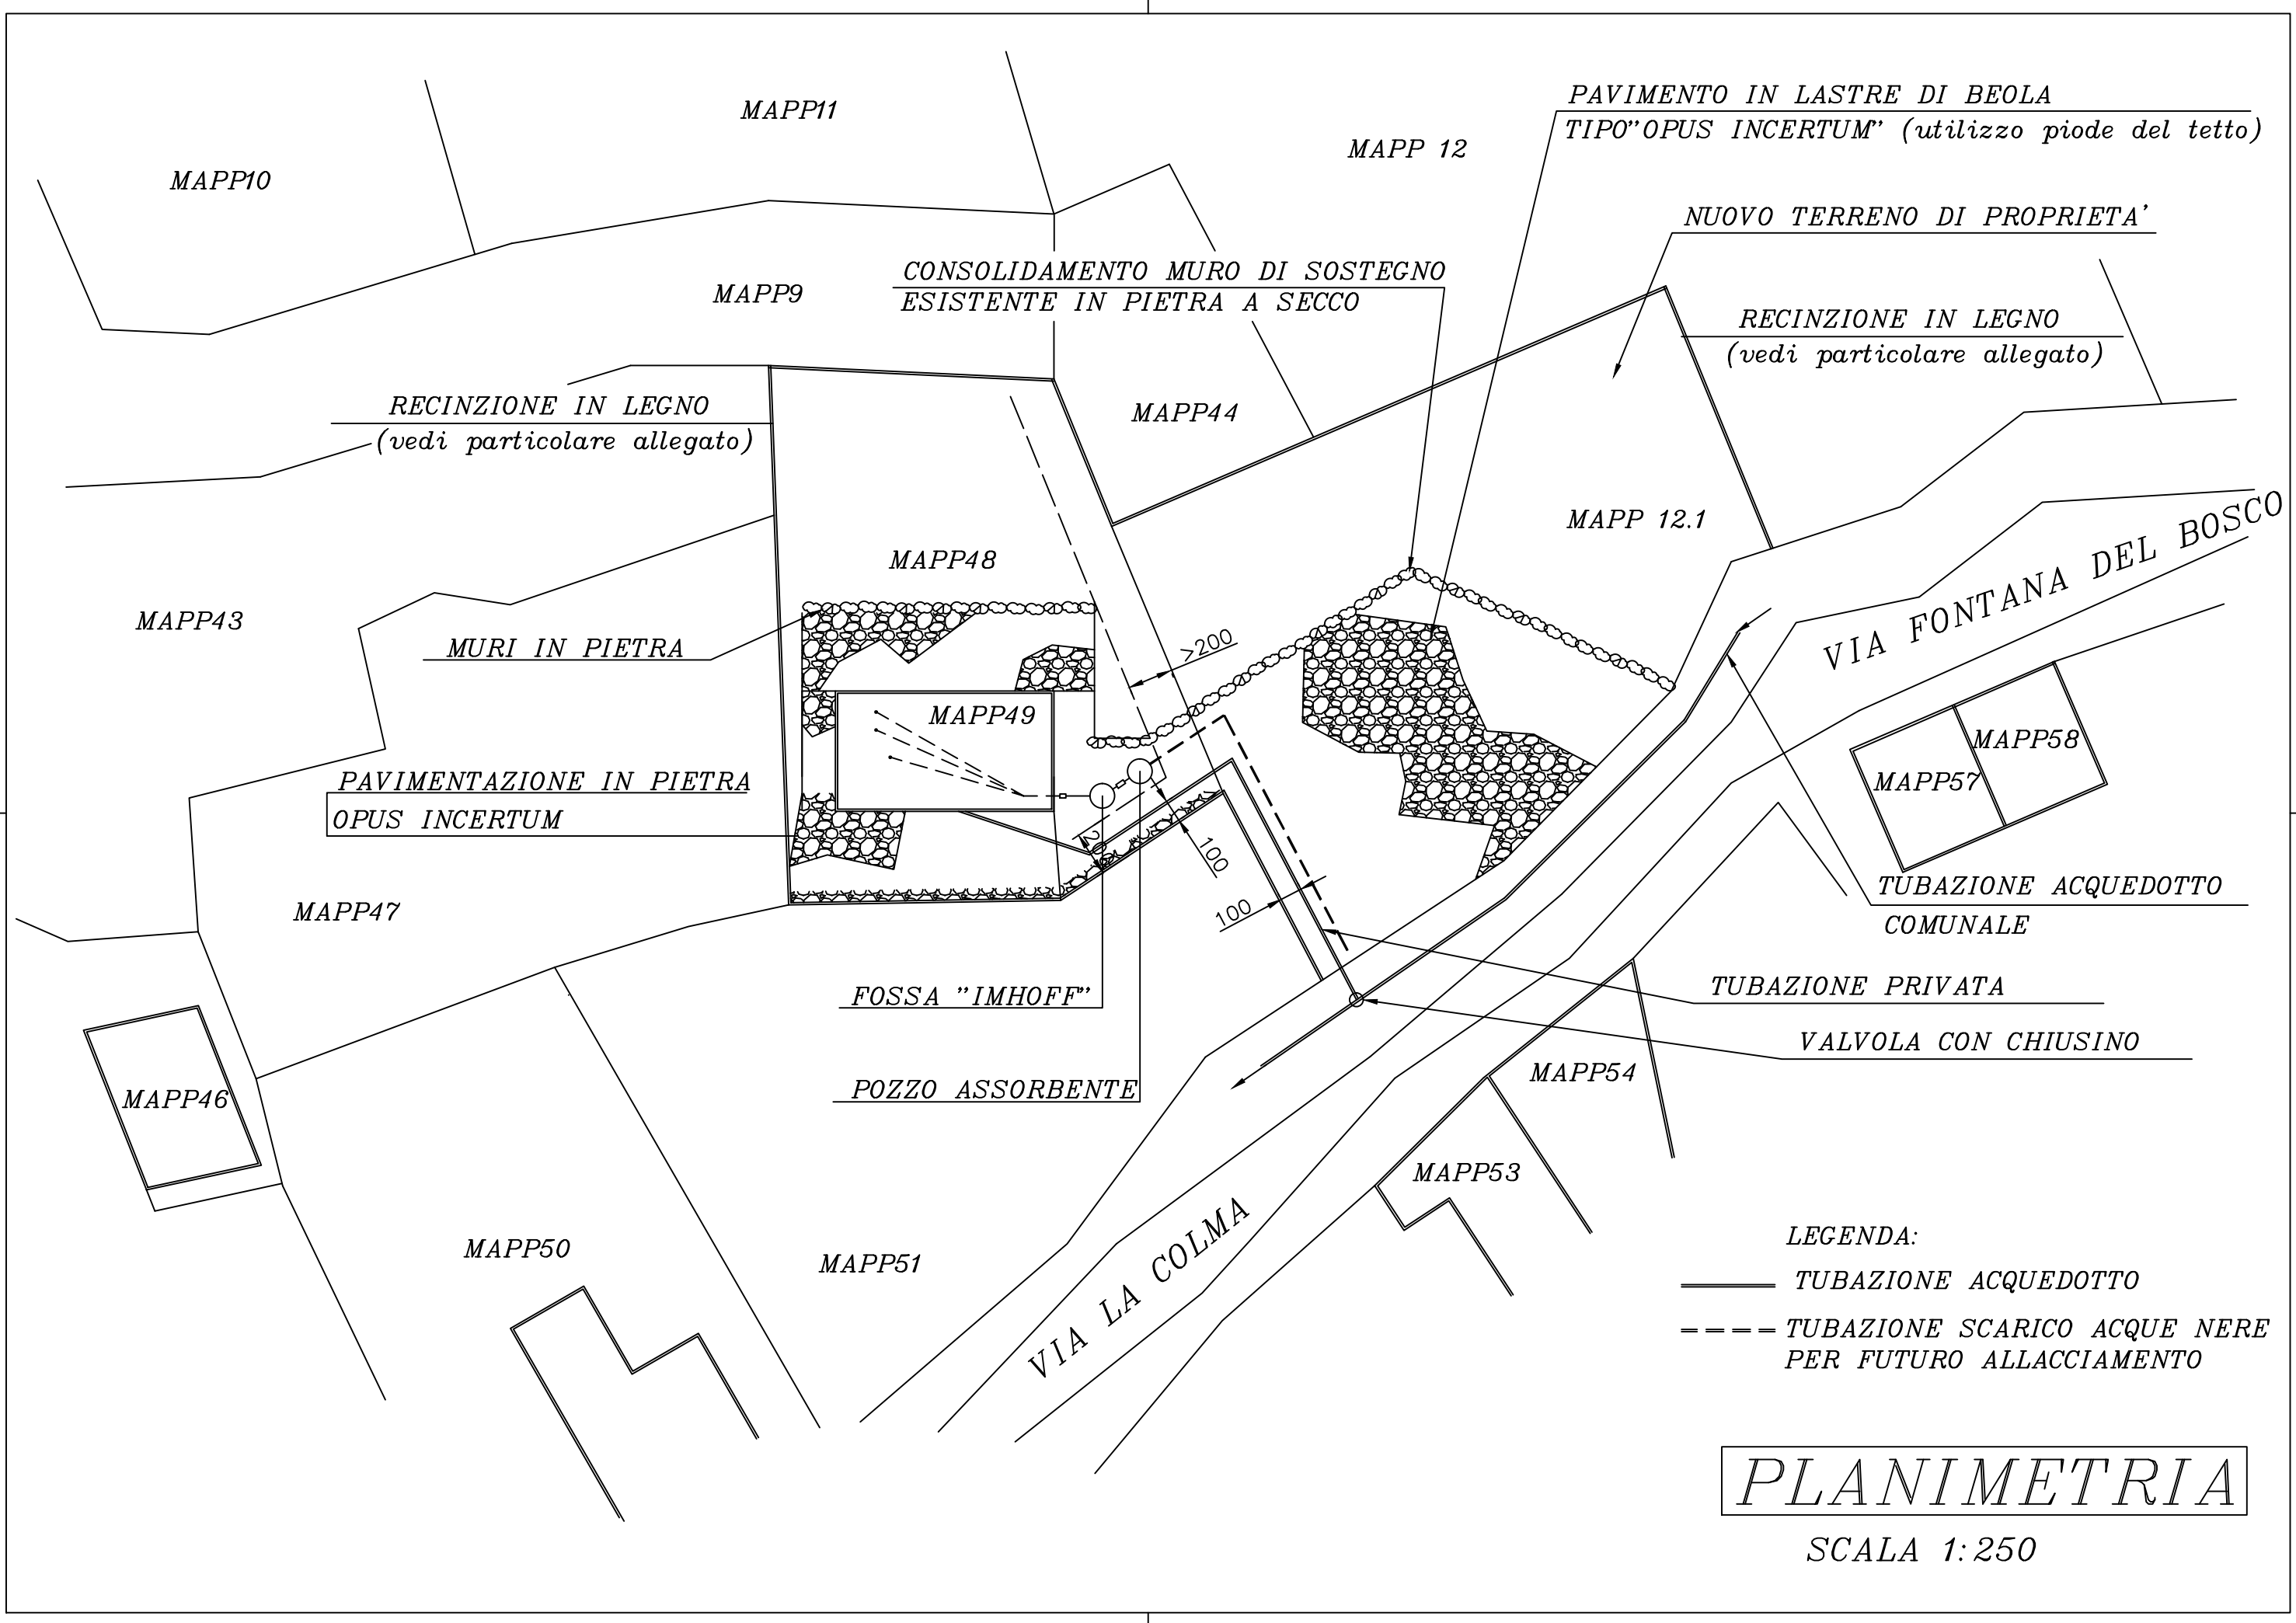 PAVIMENTO IN LASTRE DI BEOLA
TIPO"OPUS INCERTUM" (utilizzo piode del tetto)
MAPP11
MAPP 12
MAPP10
NUOVO TERRENO DI PROPRIETA'
CONSOLIDAMENTO MURO DI SOSTEGNO
ESISTENTE IN PIETRA A SECCO
MAPP9
RECINZIONE IN LEGNO
(vedi particolare allegato)
RECINZIONE IN LEGNO
(vedi particolare allegato)
MAPP44
MAPP 12.1
VIA FONTANA DEL BOSCO
MAPP48
MAPP43
MURI IN PIETRA
>200
MAPP49
MAPP58
MAPP57
PAVIMENTAZIONE IN PIETRA
OPUS INCERTUM
100
100
MAPP47
TUBAZIONE ACQUEDOTTO
COMUNALE
FOSSA "IMHOFF"
TUBAZIONE PRIVATA
VALVOLA CON CHIUSINO
POZZO ASSORBENTE
MAPP46
MAPP54
MAPP53
VIA LA COLMA
MAPP50
MAPP51
LEGENDA:
TUBAZIONE ACQUEDOTTO
TUBAZIONE SCARICO ACQUE NERE
PER FUTURO ALLACCIAMENTO
PLANIMETRIA
SCALA 1:250